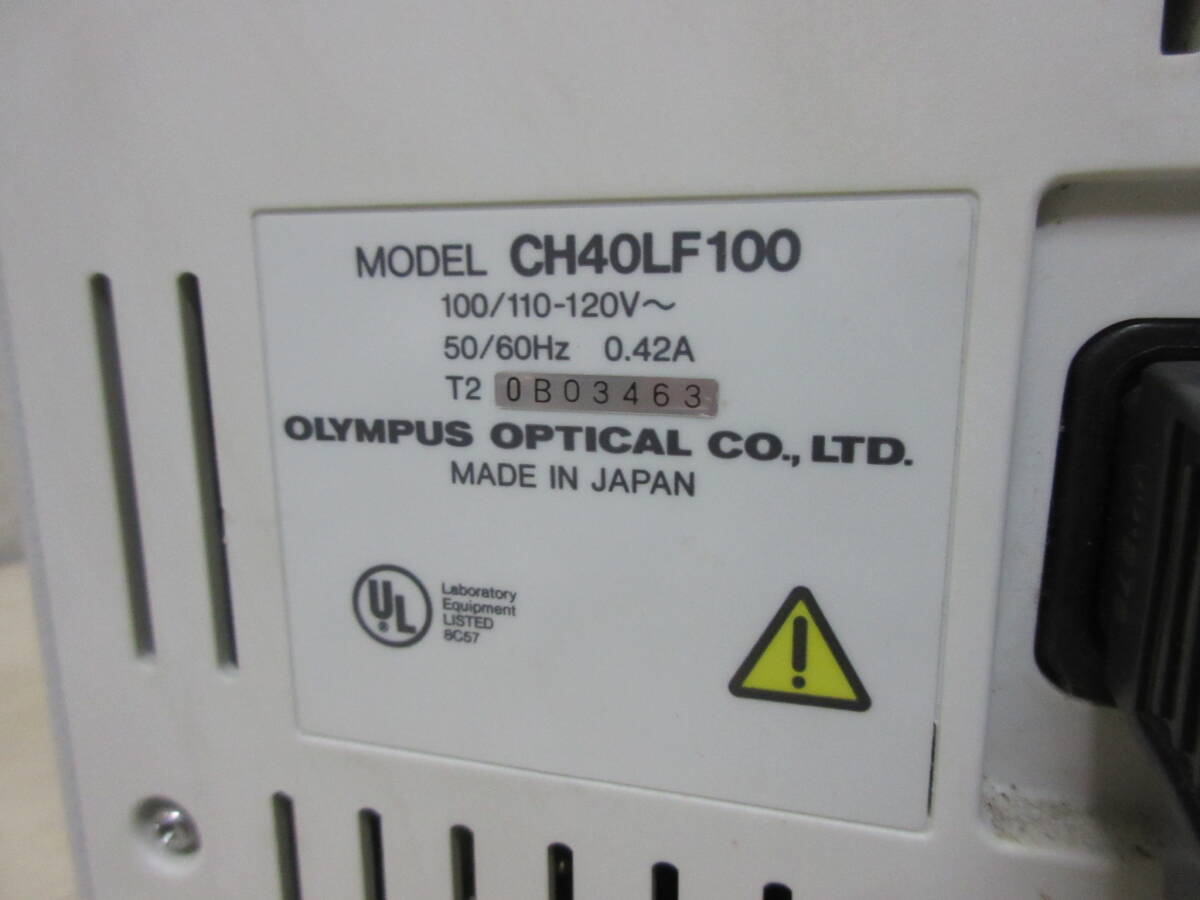 MODEL CH40LF100
100/110-120V～
50/60Hz 0.42A
T2 0B03463
OLYMPUS OPTICAL CO., LTD.
MADE IN JAPAN
UL®
Laboratory
Equipment
LISTED
8C57
!